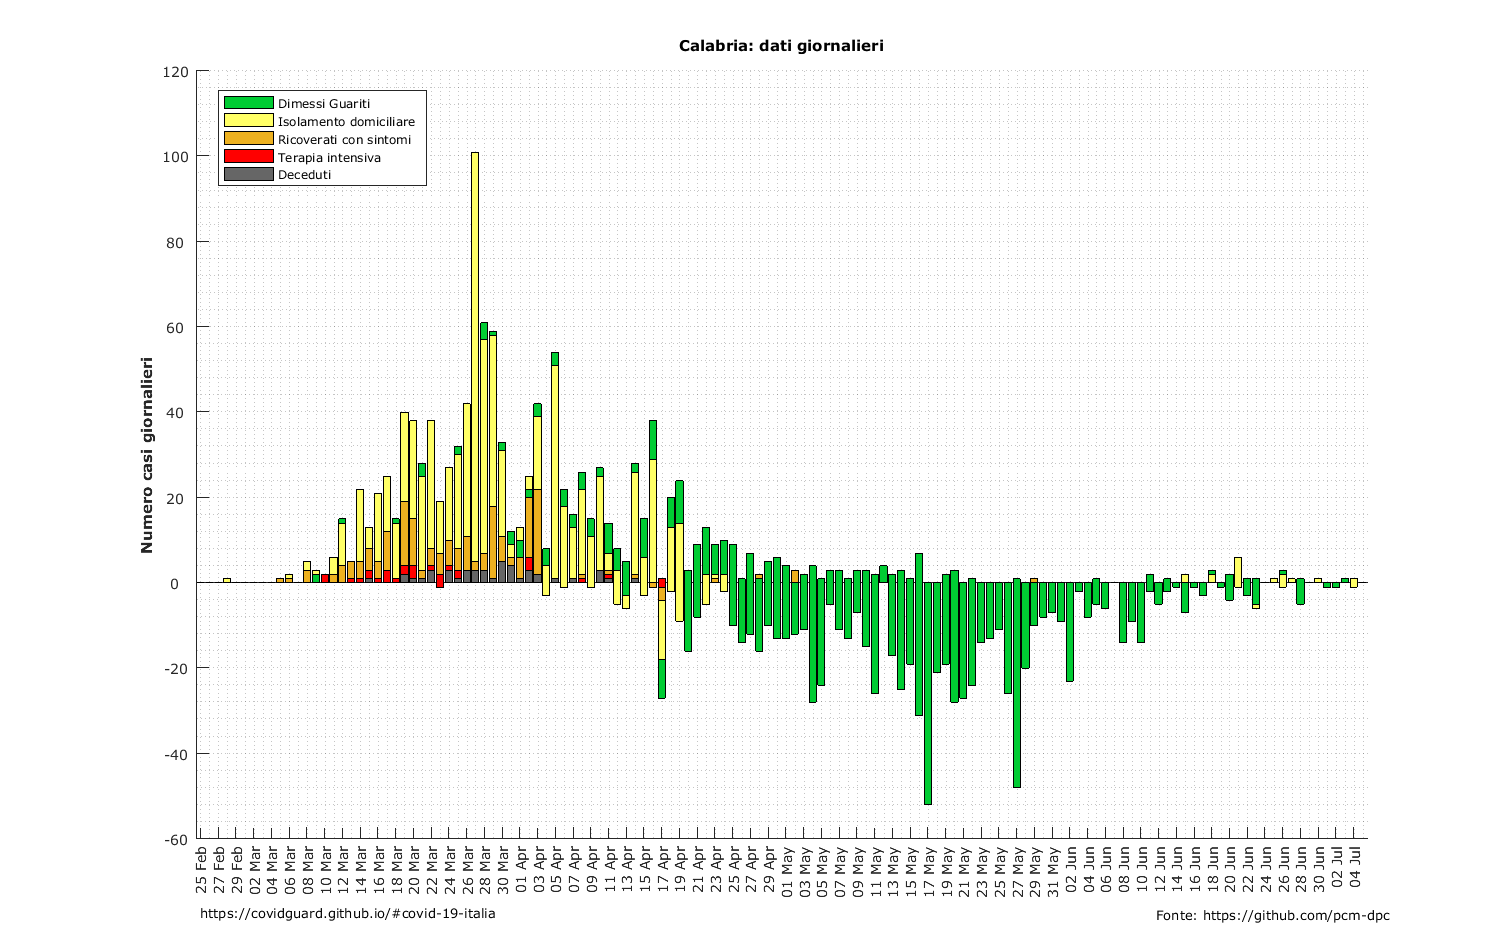 Calabria: dati giornalieri
Dimessi Guariti
Isolamento domiciliare
Ricoverati con sintomi
Terapia intensiva
Deceduti
Numero casi giornalieri
120
100
80
60
40
20
0
-20
-40
-60
25 Feb
27 Feb
29 Feb
02 Mar
04 Mar
06 Mar
08 Mar
10 Mar
12 Mar
14 Mar
16 Mar
18 Mar
20 Mar
22 Mar
24 Mar
26 Mar
28 Mar
30 Mar
01 Apr
03 Apr
05 Apr
07 Apr
09 Apr
11 Apr
13 Apr
15 Apr
17 Apr
19 Apr
21 Apr
23 Apr
25 Apr
27 Apr
29 Apr
01 May
03 May
05 May
07 May
09 May
11 May
13 May
15 May
17 May
19 May
21 May
23 May
25 May
27 May
29 May
31 May
02 Jun
04 Jun
06 Jun
08 Jun
10 Jun
12 Jun
14 Jun
16 Jun
18 Jun
20 Jun
22 Jun
24 Jun
26 Jun
28 Jun
30 Jun
02 Jul
04 Jul
https://covidguard.github.io/#covid-19-italia
Fonte: https://github.com/pcm-dpc